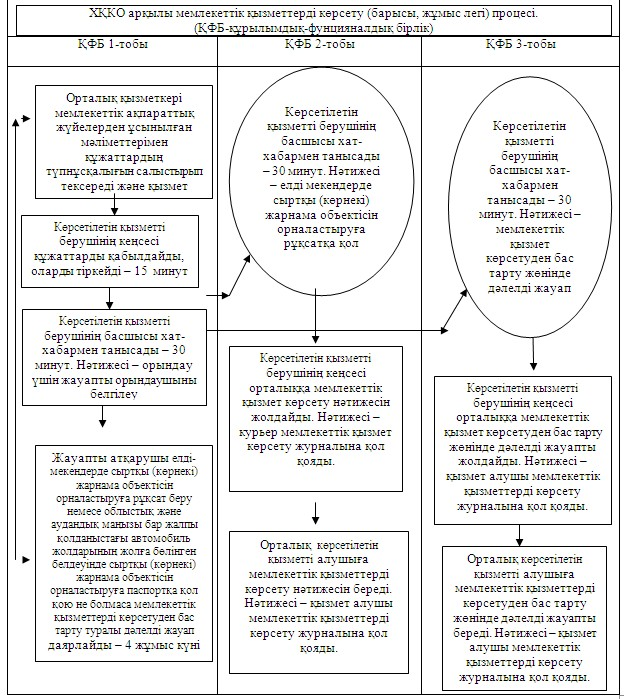 ХҚКО арқылы мемлекеттік қызметтерді көрсету (барысы, жұмыс легі) процесі.
(ҚФБ-құрылымдық-фунцияналдық бірлік)
ҚФБ 1-тобы
ҚФБ 2-тобы
ҚФБ 3-тобы
Орталық қызметкері
мемлекеттік ақпараттық
жүйелерден ұсынылған
мәліметтерімен
құжаттардың
түпнұсқалығын салыстырып
тексереді және қызмет
Көрсетілетін қызметті
берушінің кеңсесі
құжаттарды қабылдайды,
оларды тіркейді – 15 минут
Көрсетілетін қызметті
берушінің басшысы хат-
хабармен танысады – 30
минут. Нәтижесі – орындау
үшін жауапты орындаушыны
белгілеу
Жауапты атқарушы елді-
мекендерде сыртқы (көрнекі)
жарнама объектісін
орналастыруға рұқсат беру
немесе облыстық және
аудандық маңызы бар жалпы
қолданыстағы автомобиль
жолдарының жолға бөлінген
белдеуінде сыртқы (көрнекі)
жарнама объектісін
орналастыруға паспортқа қол
қою не болмаса мемлекеттік
қызметтерді көрсетуден бас
тарту туралы дәлелді жауап
даярлайды – 4 жұмыс күні
Көрсетілетін
қызметті берушінің
басшысы хат-
хабармен танысады
– 30 минут. Нәтижесі
– елді мекендерде
сыртқы (көрнекі)
жарнама объектісін
орналастыруға
рұқсатқа қол
Көрсетілетін қызметті
берушінің кеңсесі
орталыққа мемлекеттік
қызмет көрсету нәтижесін
жолдайды. Нәтижесі –
курьер мемлекеттік қызмет
көрсету журналына қол
қояды.
Орталық көрсетілетін
қызметті алушыға
мемлекеттік қызметтерді
көрсету нәтижесін береді.
Нәтижесі – қызмет алушы
мемлекеттік қызметтерді
көрсету журналына қол
қояды.
Көрсетілетін
қызметті
берушінің
басшысы хат-
хабармен
танысады – 30
минут. Нәтижесі –
мемлекеттік
қызмет
көрсетуден бас
тарту жөнінде
дәлелді жауап
Көрсетілетін қызметті
берушінің кеңсесі
орталыққа мемлекеттік
қызмет көрсетуден бас тарту
жөнінде дәлелді жауапты
жолдайды. Нәтижесі –
қызмет алушы мемлекеттік
қызметтерді көрсету
журналына қол қояды.
Орталық көрсетілетін
қызметті алушыға
мемлекеттік қызметтерді
көрсетуден бас тарту
жөнінде дәлелді жауапты
береді. Нәтижесі – қызмет
алушы мемлекеттік
қызметтерді көрсету
журналына қол қояды.